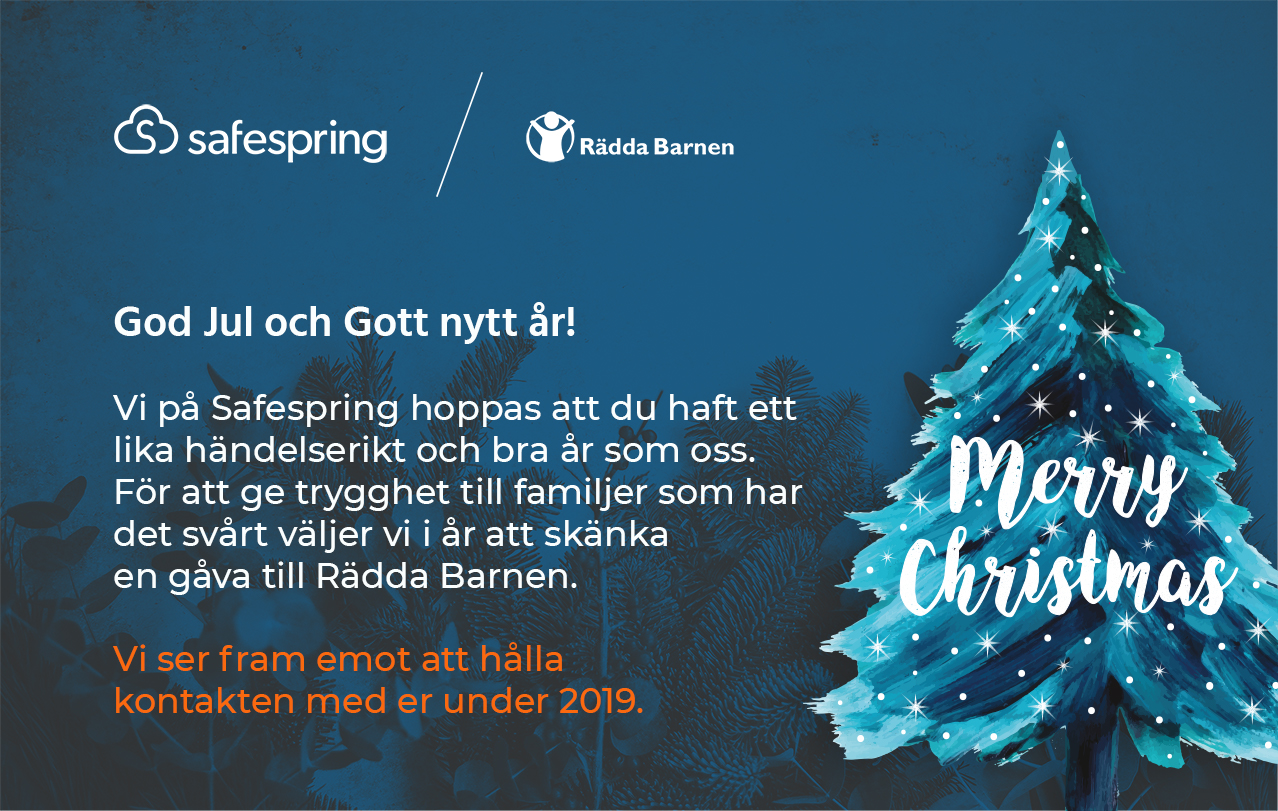 safespring
Rädda Barnen
God Jul och Gott nytt år!
Vi på Safespring hoppas att du haft ett
lika händelserikt och bra år som oss.
För att ge trygghet till familjer som har
det svårt väljer vi i år att skänka
en gåva till Rädda Barnen.
Vi ser fram emot att hålla
kontakten med er under 2019.
Merry
Christmas